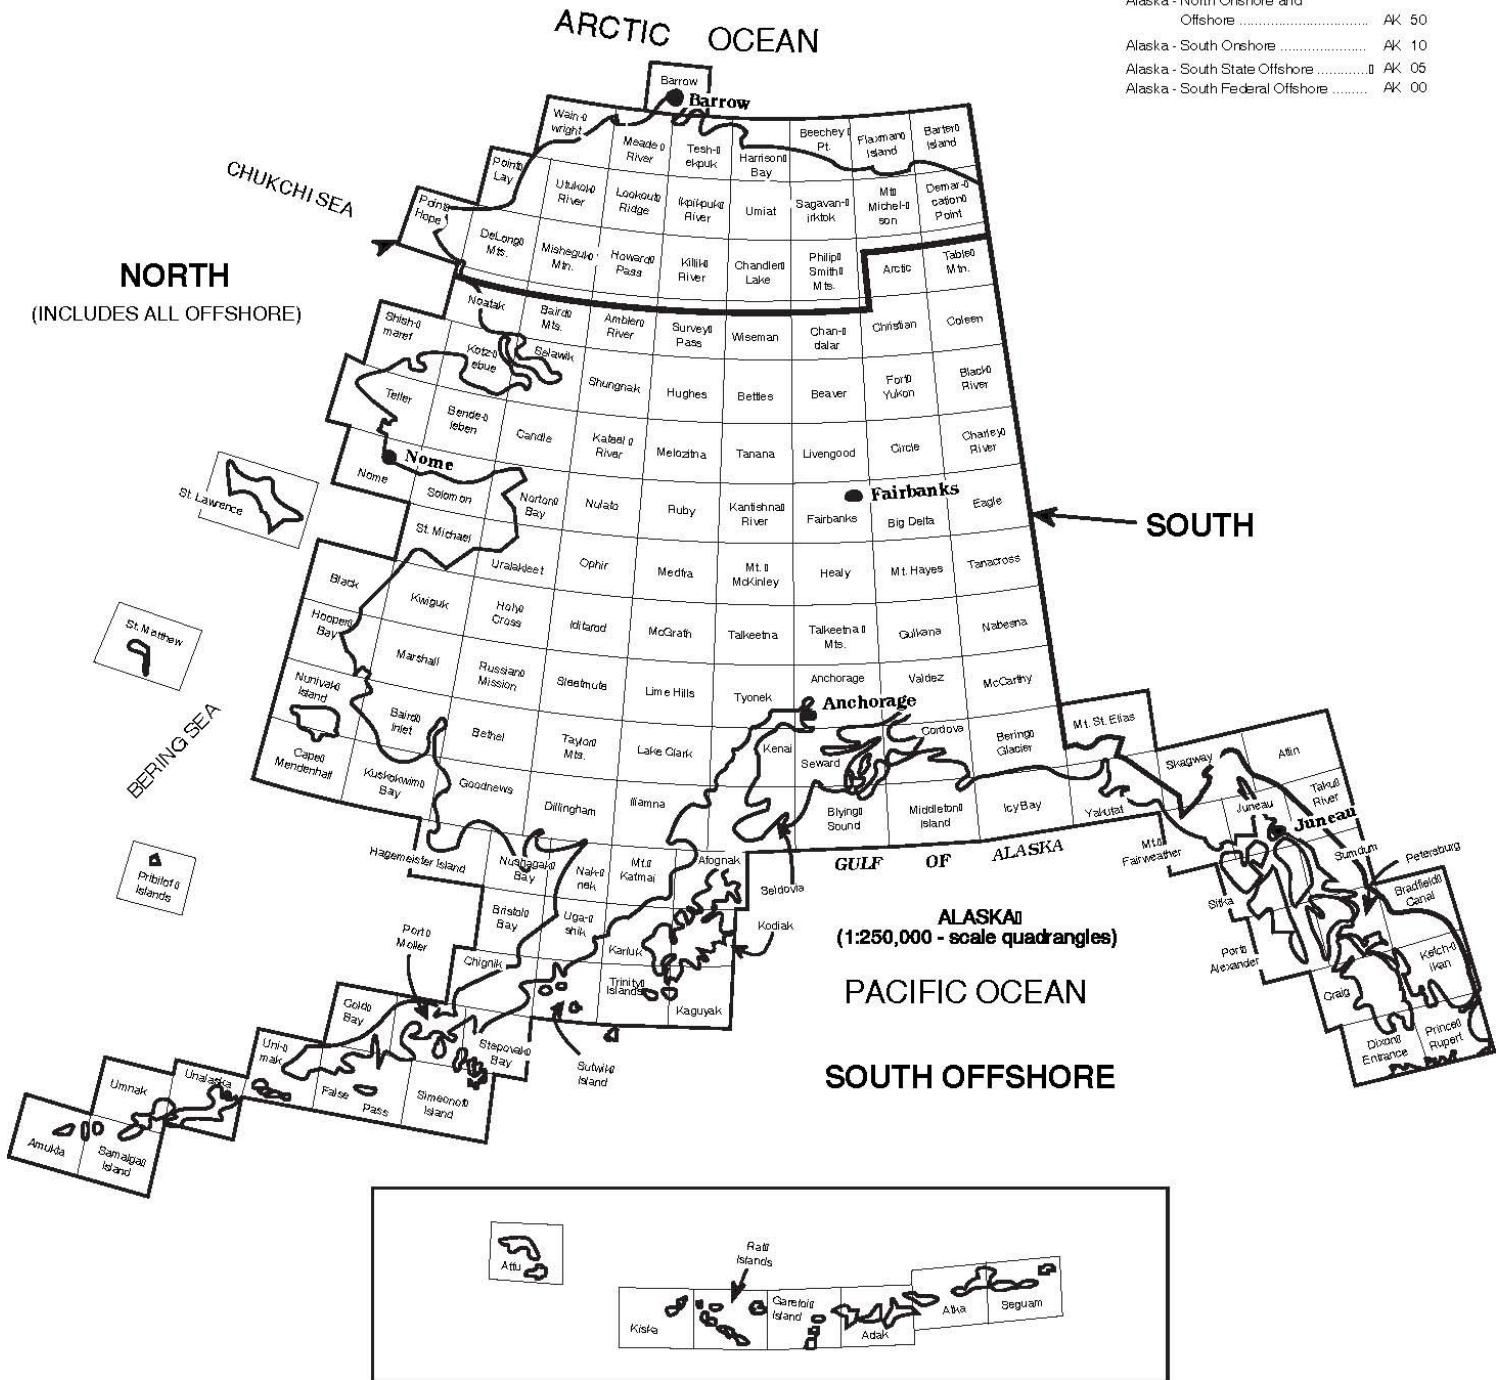 Alaska - North Onshore and
Offshore ................................. AK 50
Alaska - South Onshore ...................... AK 10
Alaska - South State Offshore ............. AK 05
Alaska - South Federal Offshore ......... AK 00
ARCTIC OCEAN
Barrow
Barrow
Wain-
wright
Meade
River
Tesh-
ekpuk
Harrison
Bay
Beechey
Pt.
Flaxman
Island
Barter
Island
CHUKCHI SEA
Point
Lay
Utukok
River
Lookout
Ridge
Ikpikpuk
River
Umiat
Sagavan-
irktok
Mt
Michel-
son
Demar-
cation
Point
Point
Hope
DeLong
Mts.
Misheguk
Mtn.
Howard
Pass
Killik
River
Chandler
Lake
Philip
Smith
Mts.
Arctic
Table
Mtn.
NORTH
(INCLUDES ALL OFFSHORE)
Noatak
Baird
Mts.
Ambler
River
Survey
Pass
Wiseman
Chan-
dalar
Christian
Coleen
Shish-
maref
Kotz-
ebue
Selawik
Shungnak
Hughes
Bettles
Beaver
Fort
Yukon
Black
River
Teller
Bende-
leben
Candle
Kateel
River
Melozitna
Tanana
Livengood
Circle
Charley
River
Nome
Nome
Solomon
Norton
Bay
Nulato
Ruby
Kantishna
River
Fairbanks
Fairbanks
Big Delta
Eagle
SOUTH
St. Lawrence
St. Michael
Uralakleet
Ophir
Medfra
Mt.
McKinley
Healy
Mt. Hayes
Tanacross
Black
Kwiguk
Holy
Cross
Iditarod
McGrath
Talkeetna
Talkeetna
Mts.
Gulkana
Nabesna
Hooper
Bay
St. Matthew
Marshall
Russian
Mission
Sleetmute
Lime Hills
Tyonek
Anchorage
Anchorage
Valdez
McCarthy
Nunivak
Island
Baird
Inlet
Bethel
Taylor
Mts.
Lake Clark
Kenai
Seward
Cordova
Bering
Glacier
Mt. St. Elias
BERING SEA
Cape
Mendenhall
Kuskokwim
Bay
Goodnews
Dillingham
Iliamna
Seldovia
Blying
Sound
Middleton
Island
Icy Bay
Yakutat
Skagway
Atlin
Juneau
Juneau
Taku
River
Mt.
Fairweather
Sumdum
Petersburg
Bradfield
Canal
Sitka
Port
Alexander
Ketch-
ikan
Craig
Dixon
Entrance
Prince
Rupert
Hagemeister Island
Nushagak
Bay
Nak-
nek
Mt.
Katmai
Afognak
GULF OF ALASKA
Pribilof
Islands
Bristol
Bay
Uga-
shik
Karluk
Kodiak
ALASKA
(1:250,000 - scale quadrangles)
PACIFIC OCEAN
Port
Moller
Chignik
Trinity
Islands
Kaguyak
Cold
Bay
Stepovak
Bay
Sutwik
Island
SOUTH OFFSHORE
Uni-
mak
False Pass
Simeonof
Island
Unalaska
Umnak
Amukta
Samalga
Island
Attu
Rat
Islands
Kiska
Gareloi
Island
Adak
Atka
Seguam